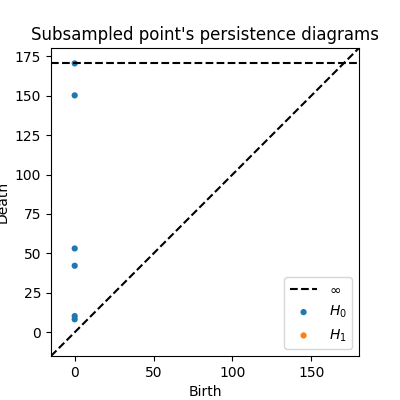 Subsampled point's persistence diagrams
175
150
125
100
75
50
25
0
Death
0
50
100
150
Birth
∞
H₀
H₁